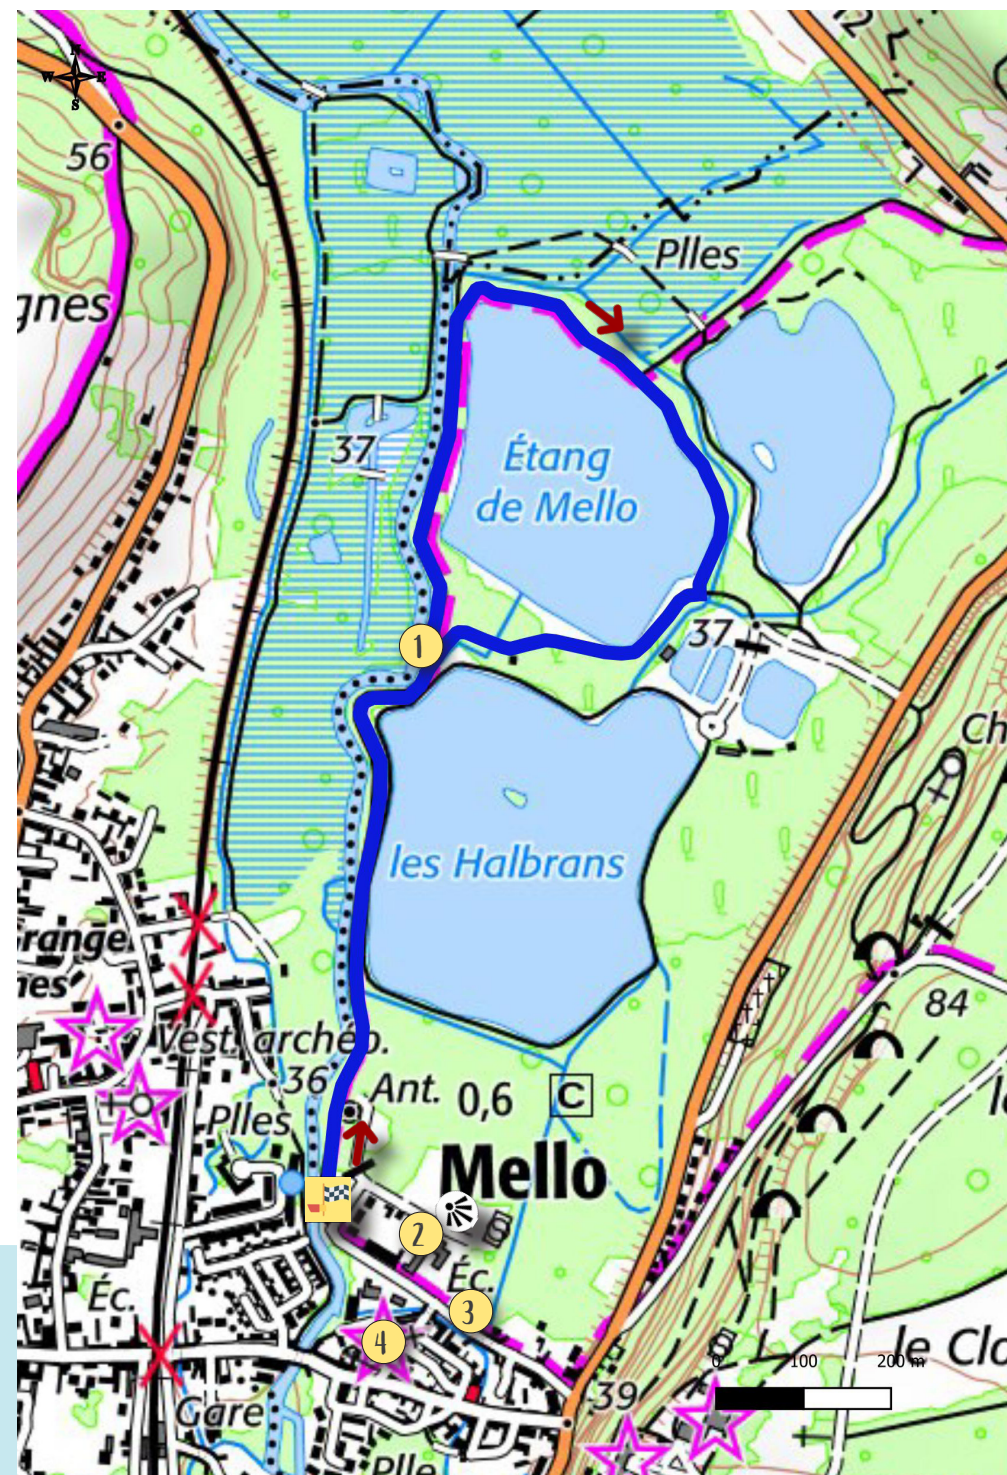 12
N
W E
S
56
Plles
gnes
37
Étang
de Mello
1
37
Ch
les Halbrans
range
nes
84
Vest. archéo.
36
Ant.
0,6
C
Plles
Mello
2
Éc.
Éc.
3
4
le Clo
0 100 200 m
39
Gare
Plle